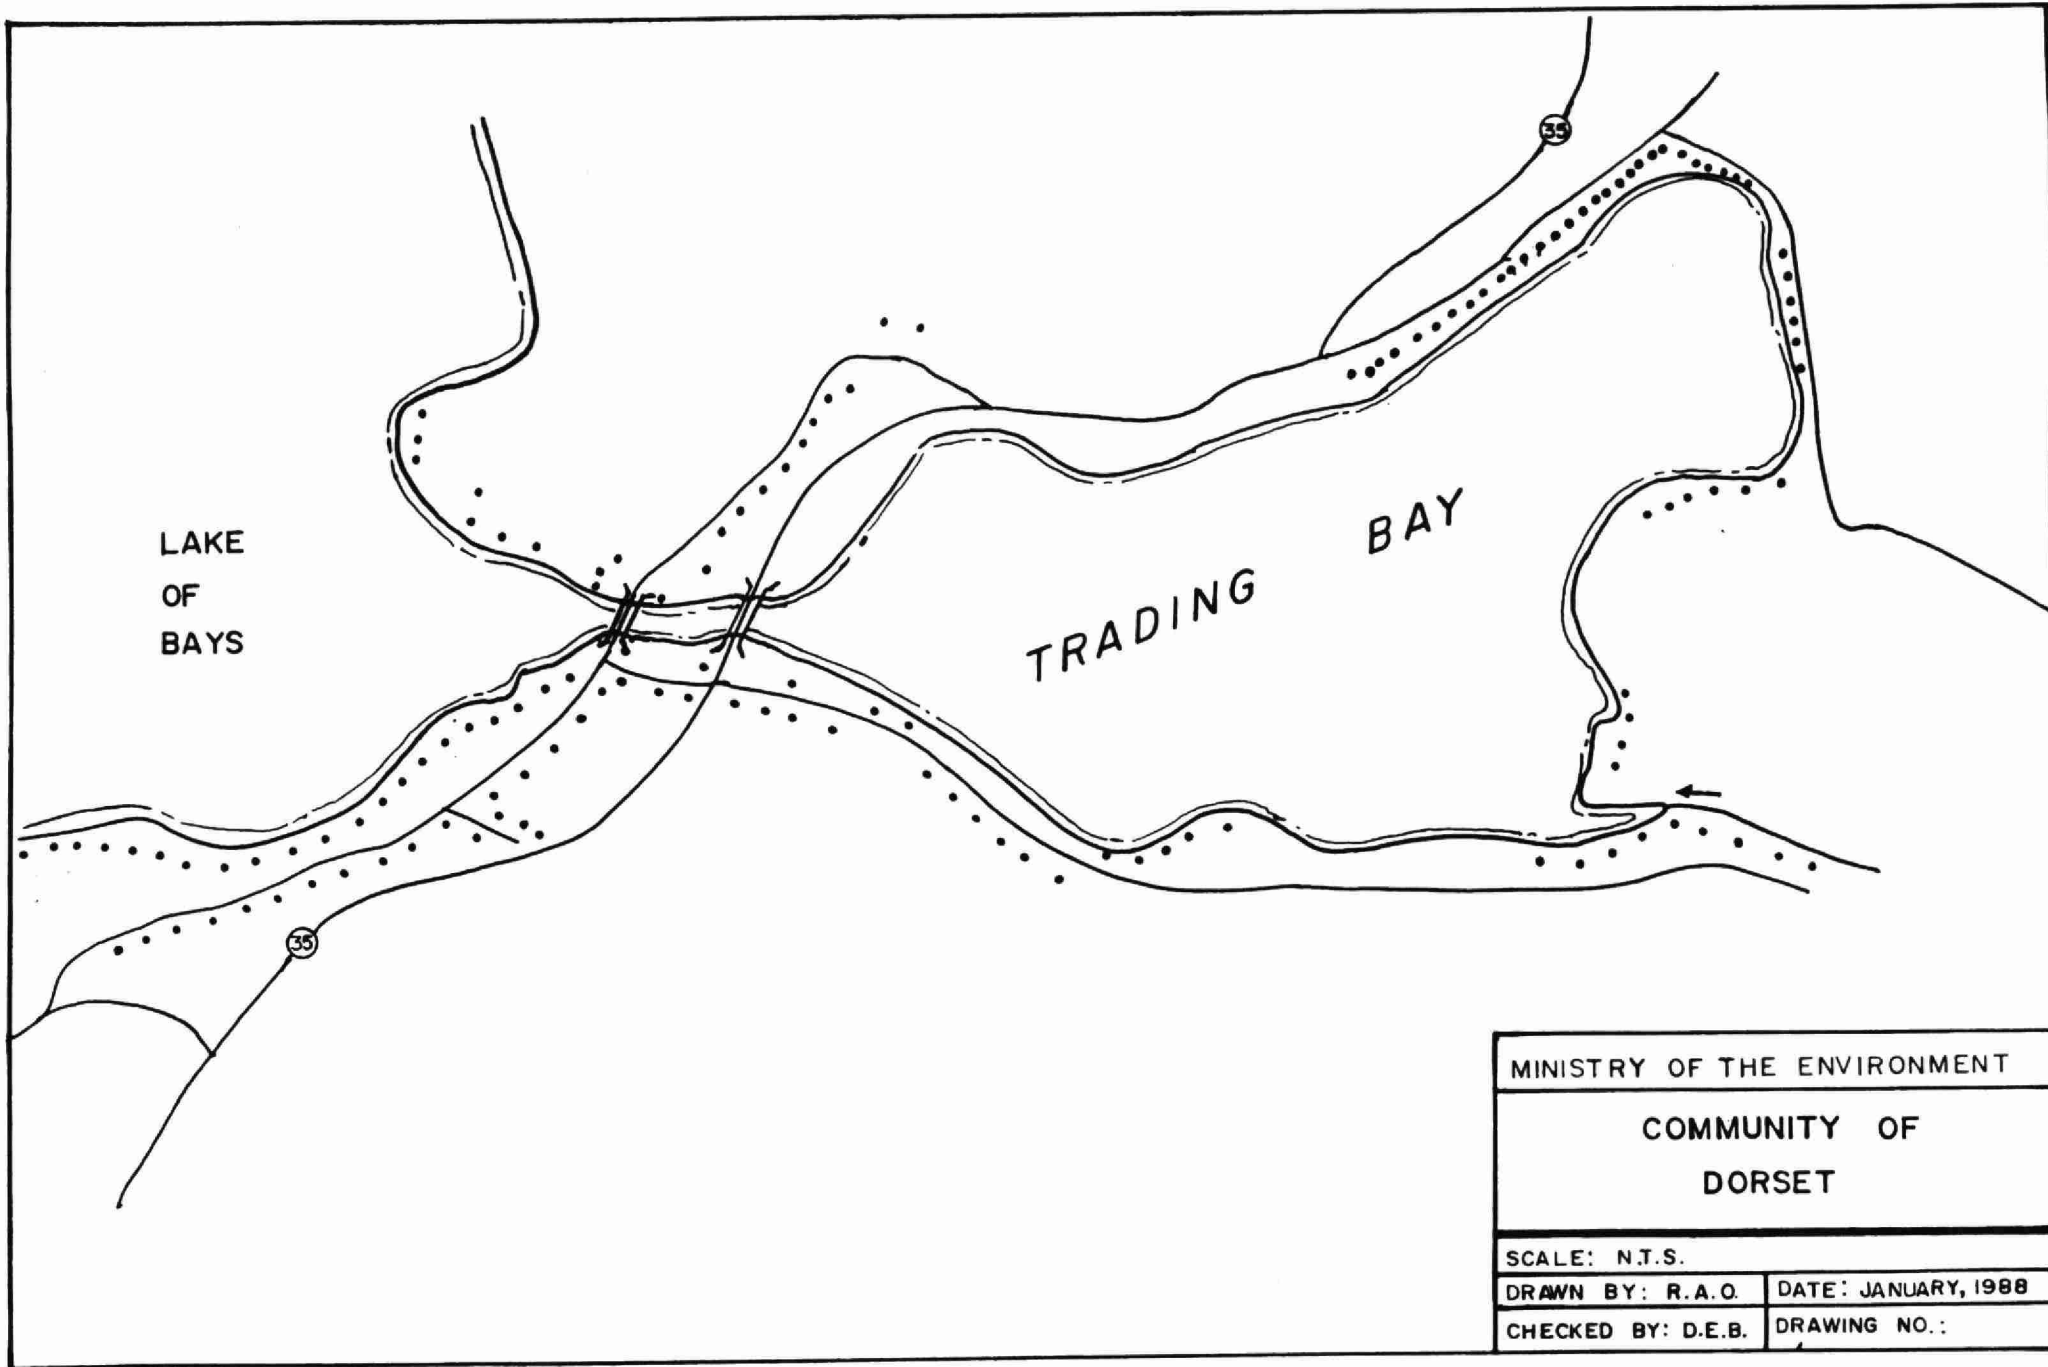 35
LAKE
OF
BAYS
TRADING BAY
35
MINISTRY OF THE ENVIRONMENT
COMMUNITY OF
DORSET
SCALE: N.T.S.
DRAWN BY: R.A.O.
DATE: JANUARY, 1988
CHECKED BY: D.E.B.
DRAWING NO.: